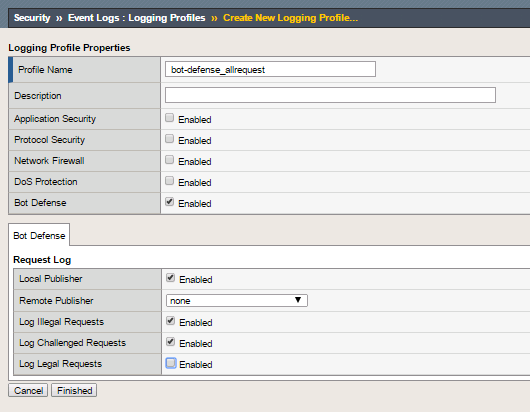 Security » Event Logs : Logging Profiles » Create New Logging Profile...
Logging Profile Properties
Profile Name bot-defense_allrequest
Description
Application Security Enabled
Protocol Security Enabled
Network Firewall Enabled
DoS Protection Enabled
Bot Defense Enabled
Bot Defense
Request Log
Local Publisher Enabled
Remote Publisher none
Log Illegal Requests Enabled
Log Challenged Requests Enabled
Log Legal Requests Enabled
Cancel Finished